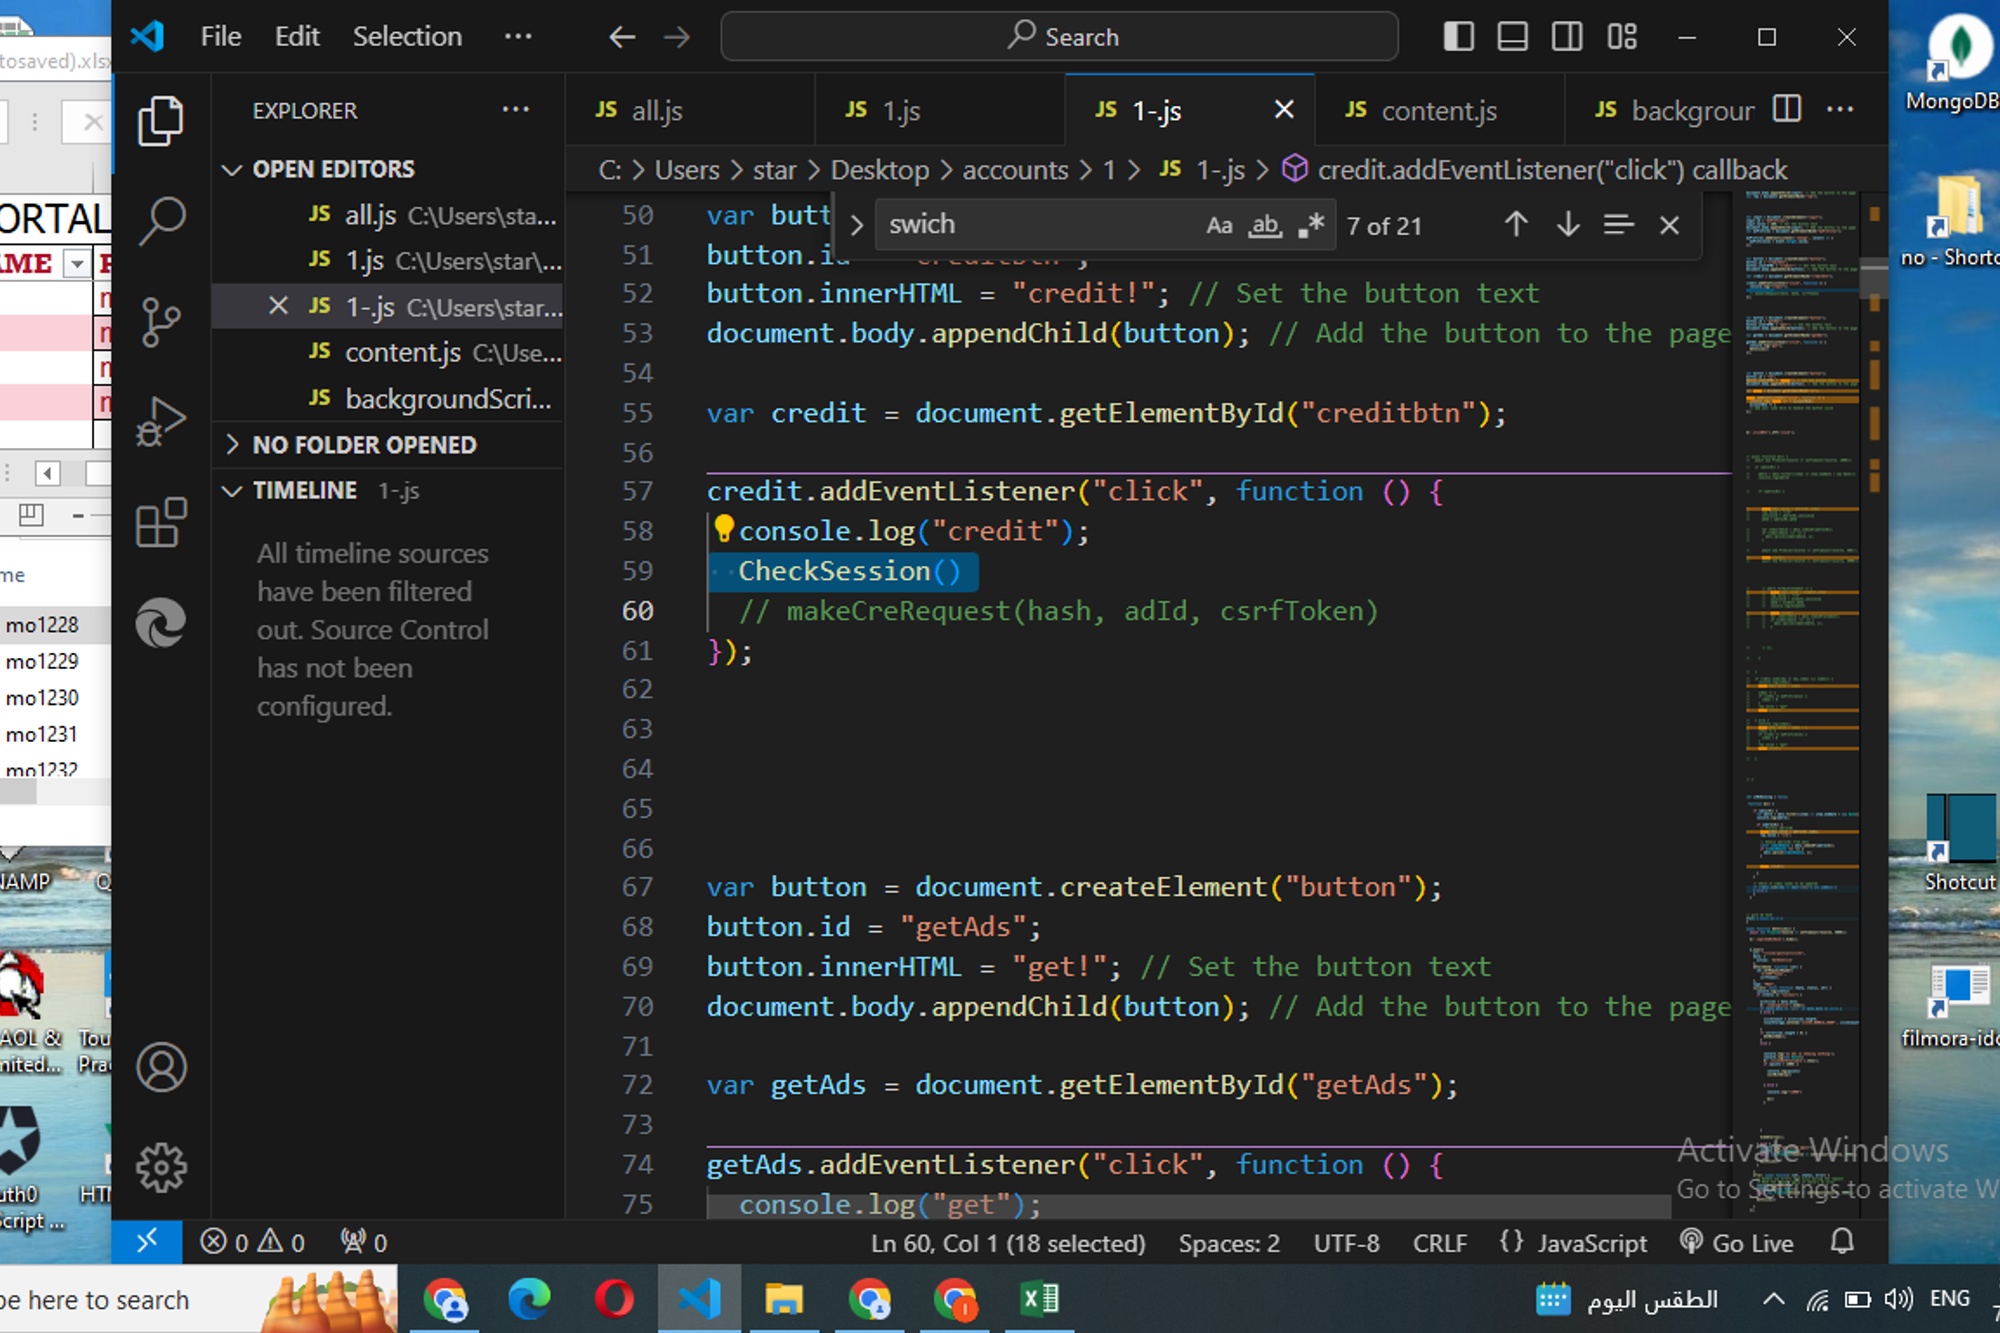 File Edit Selection ···
Search
tosaved).xlsx
EXPLORER ···
JS all.js
JS 1.js
JS 1-.js
JS content.js
JS backgrour
···
C: > Users > star > Desktop > accounts > 1 > JS 1-.js > credit.addEventListener("click") callback
swich
Aa ab .* 7 of 21
OPEN EDITORS
JS all.js C:\Users\sta...
JS 1.js C:\Users\star\...
JS 1-.js C:\Users\star...
JS content.js C:\Use...
JS backgroundScri...
NO FOLDER OPENED
TIMELINE 1-.js
All timeline sources
have been filtered
out. Source Control
has not been
configured.
50 var butt
51 button.id
52 button.innerHTML = "credit!"; // Set the button text
53 document.body.appendChild(button); // Add the button to the page
54
55 var credit = document.getElementById("creditbtn");
56
57 credit.addEventListener("click", function () {
58 console.log("credit");
59 CheckSession()
60 // makeCreRequest(hash, adId, csrfToken)
61 });
62
63
64
65
66
67 var button = document.createElement("button");
68 button.id = "getAds";
69 button.innerHTML = "get!"; // Set the button text
70 document.body.appendChild(button); // Add the button to the page
71
72 var getAds = document.getElementById("getAds");
73
74 getAds.addEventListener("click", function () {
75 console.log("get");
Activate Windows
Go to Settings to activate W
0 0 0
Ln 60, Col 1 (18 selected) Spaces: 2 UTF-8 CRLF {} JavaScript Go Live
ORTAL
AME
me
mo1228
mo1229
mo1230
mo1231
mo1232
NAMP
AOL &
nited...
Tou
Pra
uth0
Script ...
HTM
MongoDB
no - Shortc
Shotcut
filmora-ido
pe here to search
الطقس اليوم
ENG